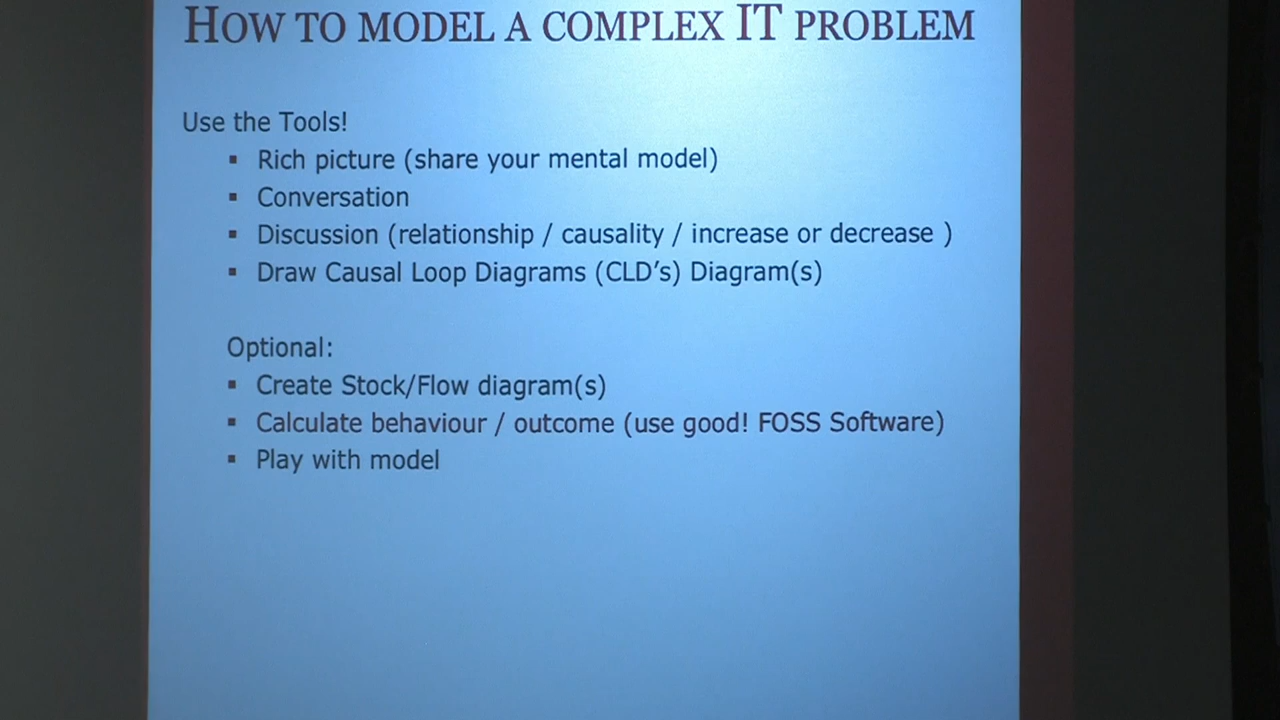 How to model a complex IT problem
Use the Tools!
▪ Rich picture (share your mental model)
▪ Conversation
▪ Discussion (relationship / causality / increase or decrease )
▪ Draw Causal Loop Diagrams (CLD’s) Diagram(s)
Optional:
▪ Create Stock/Flow diagram(s)
▪ Calculate behaviour / outcome (use good! FOSS Software)
▪ Play with model